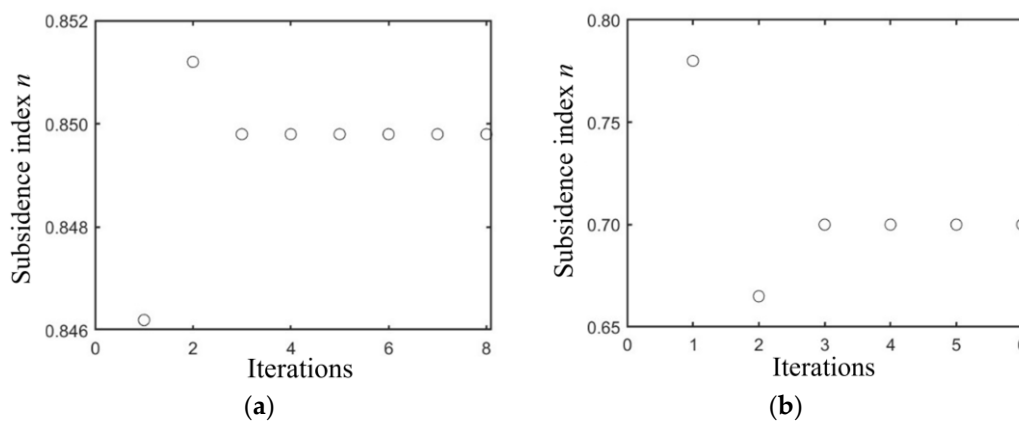 0.852
0.850
0.848
0.846
0 2 4 6 8
Subsidence index n
Iterations
(a)
0.80
0.75
0.70
0.65
0 1 2 3 4 5 6
Subsidence index n
Iterations
(b)